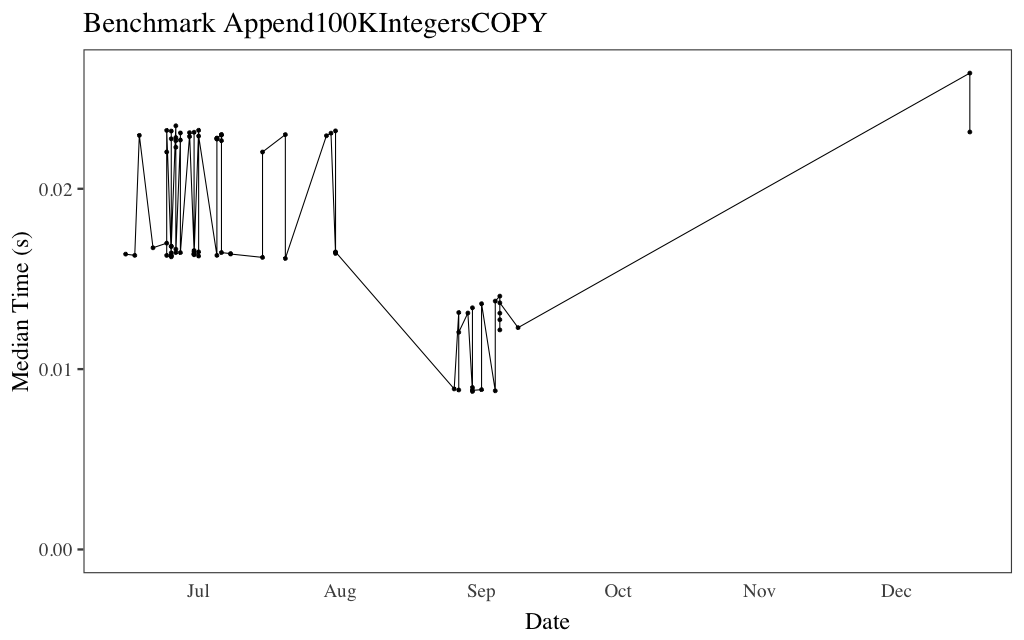 Benchmark Append100KIntegersCOPY
Median Time (s)
0.02
0.01
0.00
Jul Aug Sep Oct Nov Dec
Date